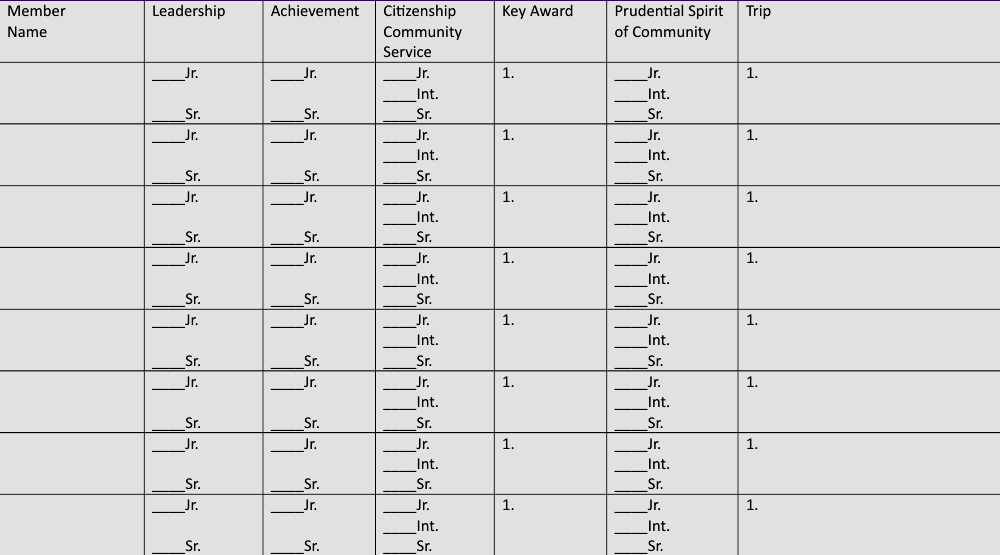 Member Name Leadership Achievement Citizenship Community Service Key Award Prudential Spirit of Community Trip
____Jr. ____Jr. ____Jr. 1. ____Jr. 1.
____Int. ____Int.
____Sr. ____Sr. ____Sr. ____Sr.
____Jr. ____Jr. ____Jr. 1. ____Jr. 1.
____Int. ____Int.
____Sr. ____Sr. ____Sr. ____Sr.
____Jr. ____Jr. ____Jr. 1. ____Jr. 1.
____Int. ____Int.
____Sr. ____Sr. ____Sr. ____Sr.
____Jr. ____Jr. ____Jr. 1. ____Jr. 1.
____Int. ____Int.
____Sr. ____Sr. ____Sr. ____Sr.
____Jr. ____Jr. ____Jr. 1. ____Jr. 1.
____Int. ____Int.
____Sr. ____Sr. ____Sr. ____Sr.
____Jr. ____Jr. ____Jr. 1. ____Jr. 1.
____Int. ____Int.
____Sr. ____Sr. ____Sr. ____Sr.
____Jr. ____Jr. ____Jr. 1. ____Jr. 1.
____Int. ____Int.
____Sr. ____Sr. ____Sr. ____Sr.
____Jr. ____Jr. ____Jr. 1. ____Jr. 1.
____Int. ____Int.
____Sr. ____Sr. ____Sr. ____Sr.